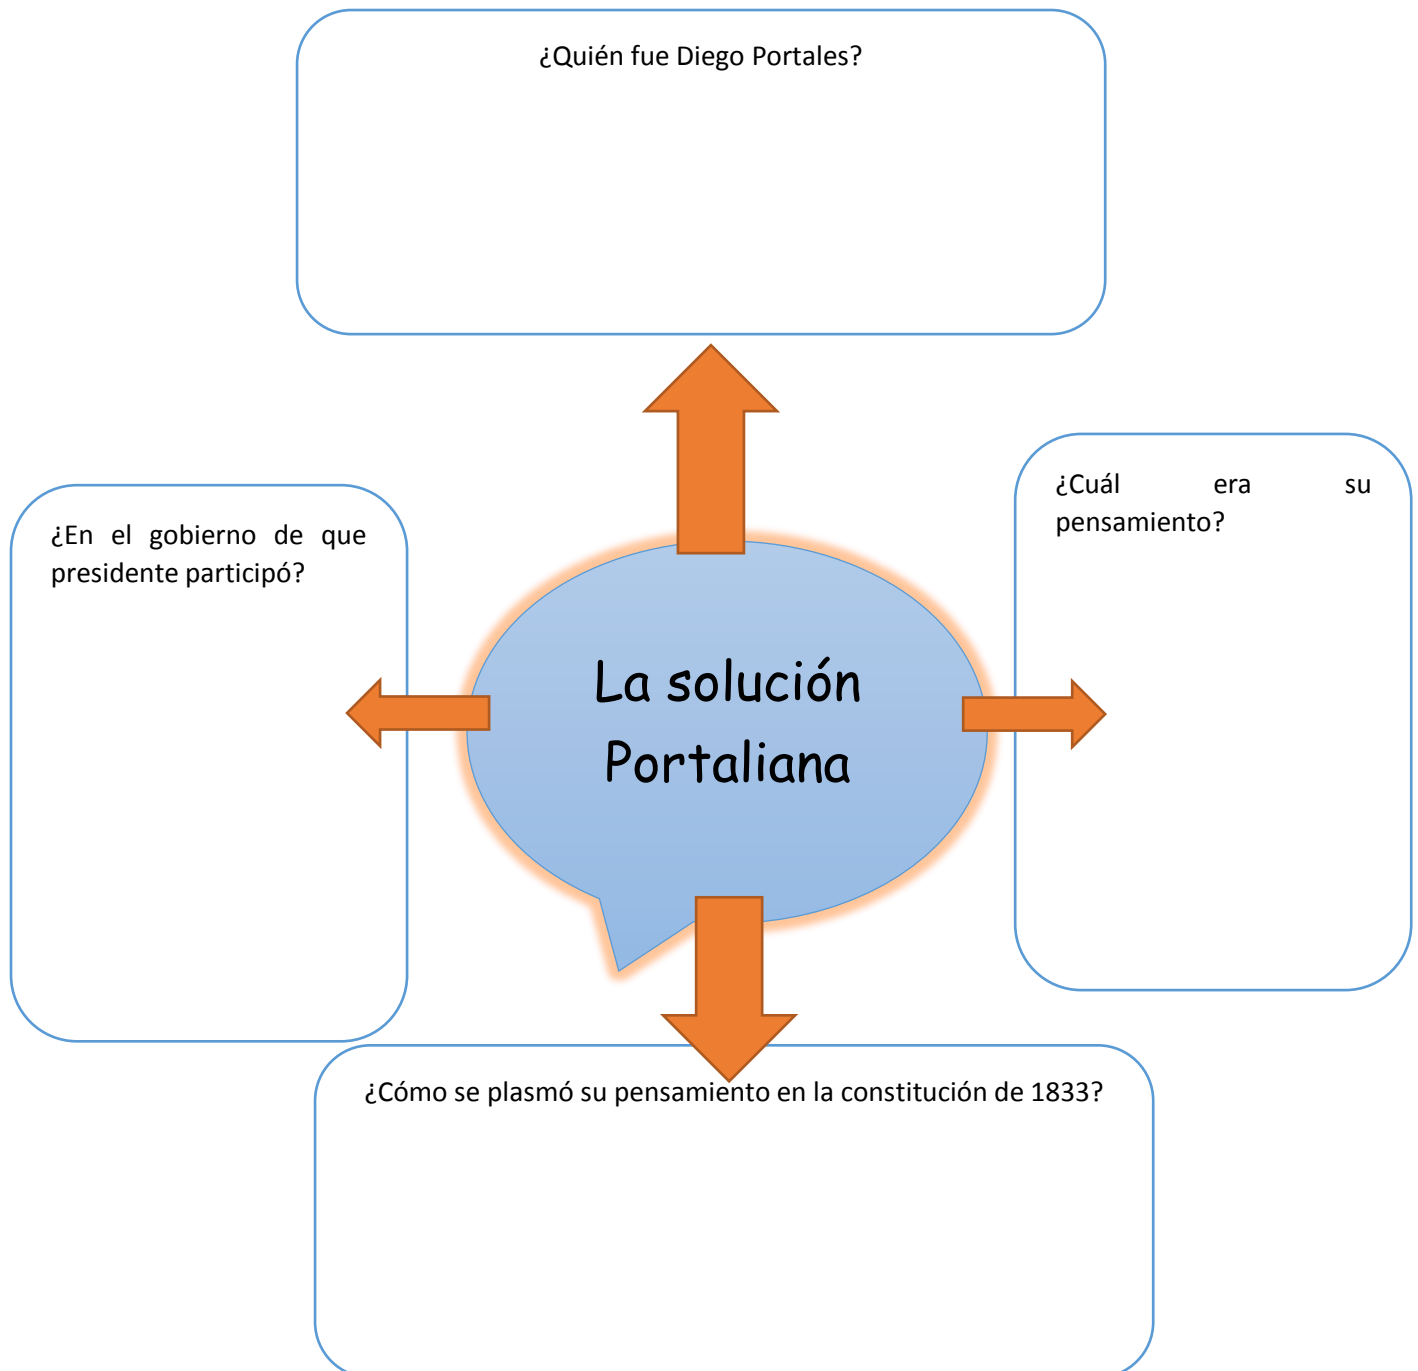 ¿Quién fue Diego Portales?
¿Cuál era su
pensamiento?
¿En el gobierno de que
presidente participó?
La solución
Portaliana
¿Cómo se plasmó su pensamiento en la constitución de 1833?